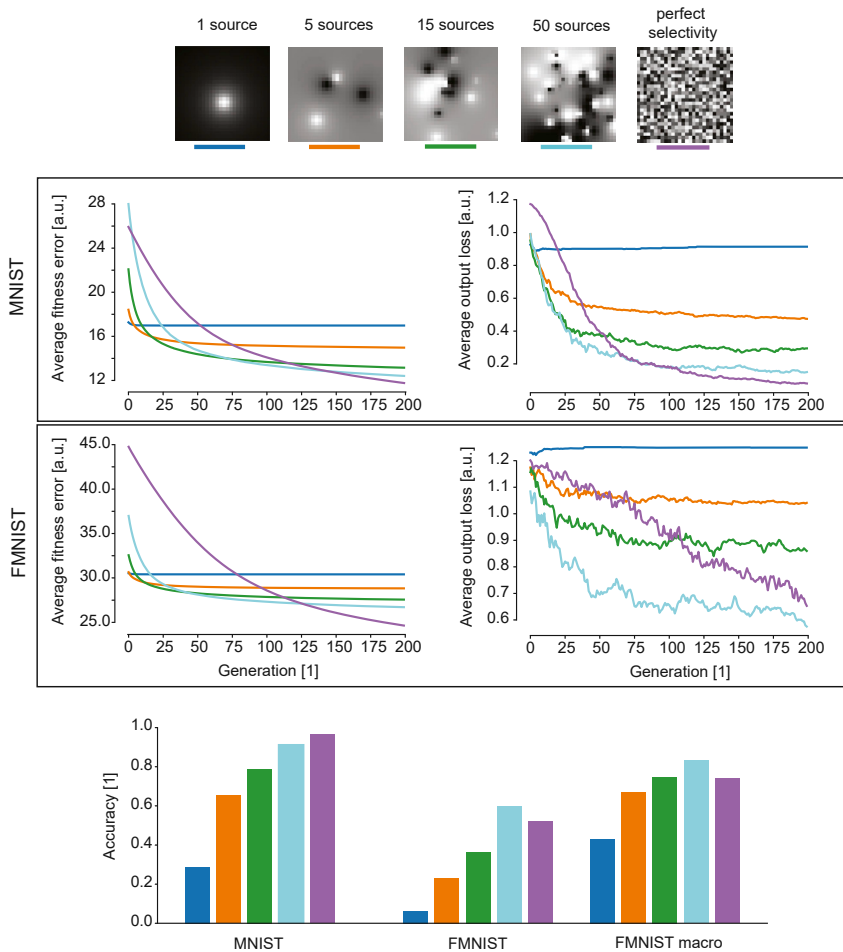 1 source
5 sources
15 sources
50 sources
perfect
selectivity
MNIST
Average fitness error [a.u.]
28
24
20
16
12
0 25 50 75 100 125 150 175 200
Average output loss [a.u.]
1.2
1.0
0.8
0.6
0.4
0.2
0 25 50 75 100 125 150 175 200
FMNIST
Average fitness error [a.u.]
45.0
40.0
35.0
30.0
25.0
0 25 50 75 100 125 150 175 200
Generation [1]
Average output loss [a.u.]
1.2
1.1
1.0
0.9
0.8
0.7
0.6
0 25 50 75 100 125 150 175 200
Generation [1]
Accuracy [1]
1.0
0.8
0.6
0.4
0.2
0.0
MNIST
FMNIST
FMNIST macro